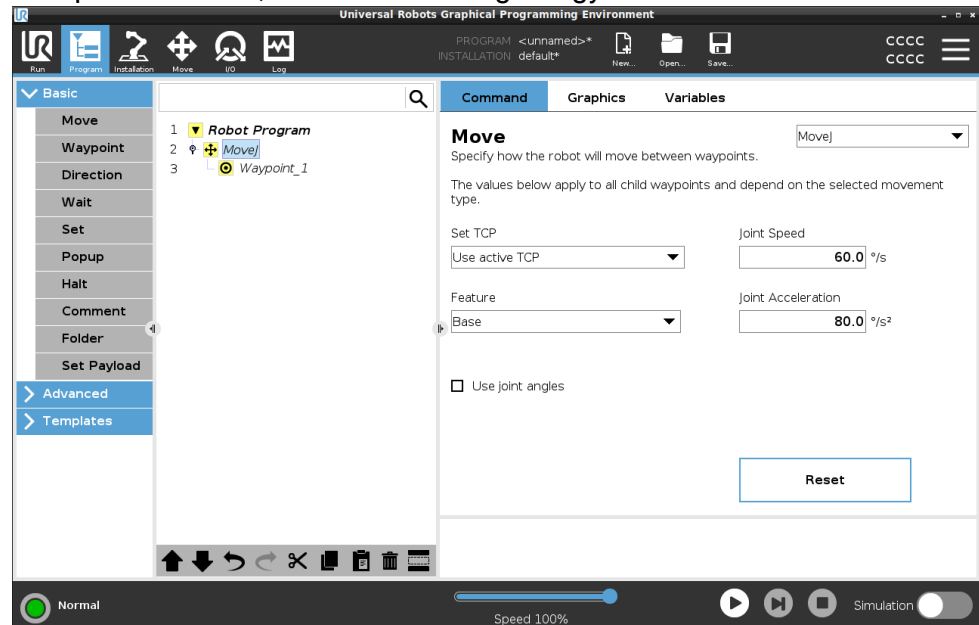 Universal Robots Graphical Programming Environment
UR
Run
Program
Installation
Move
I/O
Log
PROGRAM <unnamed>*
INSTALLATION default*
New...
Open...
Save...
CCCC
CCCC
Basic
Move
Waypoint
Direction
Wait
Set
Popup
Halt
Comment
Folder
Set Payload
Advanced
Templates
1 Robot Program
2 MoveJ
3 Waypoint_1
Command Graphics Variables
Move
MoveJ
Specify how the robot will move between waypoints.
The values below apply to all child waypoints and depend on the selected movement
type.
Set TCP
Use active TCP
Joint Speed
60.0 °/s
Feature
Base
Joint Acceleration
80.0 °/s²
Use joint angles
Reset
Normal
Speed 100%
Simulation